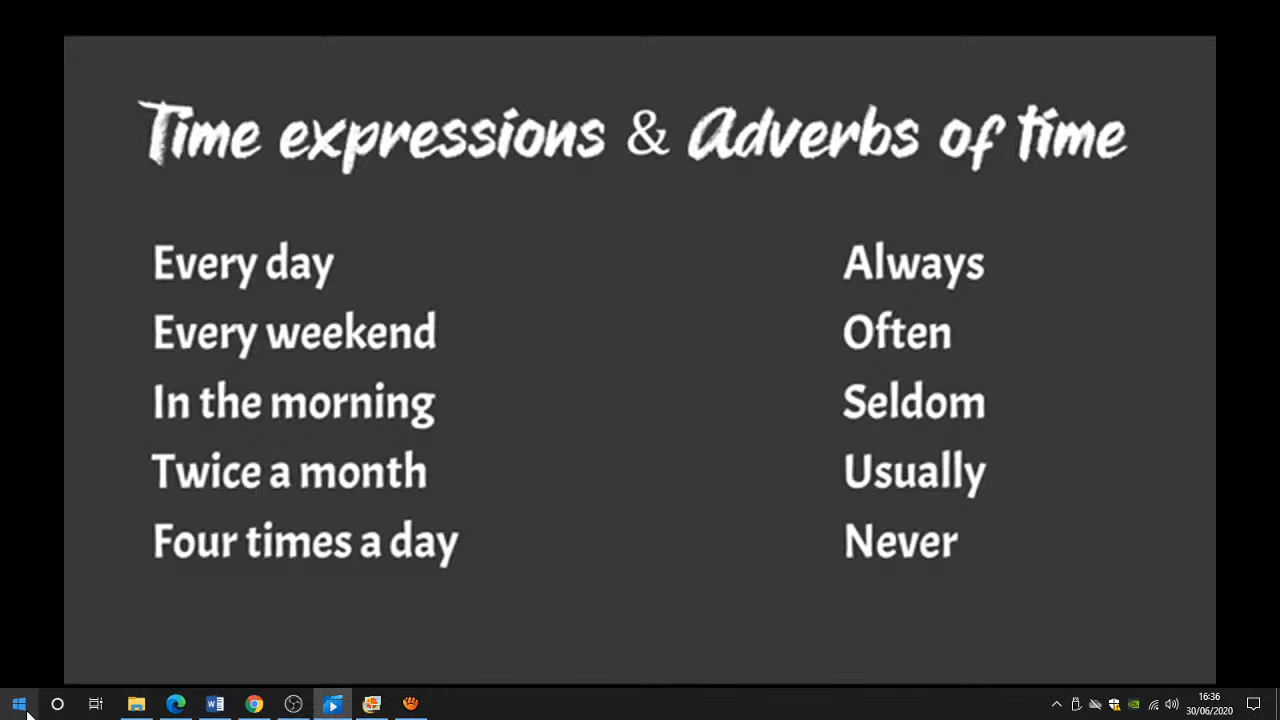 Time expressions & Adverbs of time
Every day
Every weekend
In the morning
Twice a month
Four times a day
Always
Often
Seldom
Usually
Never
16:36
30/06/2020